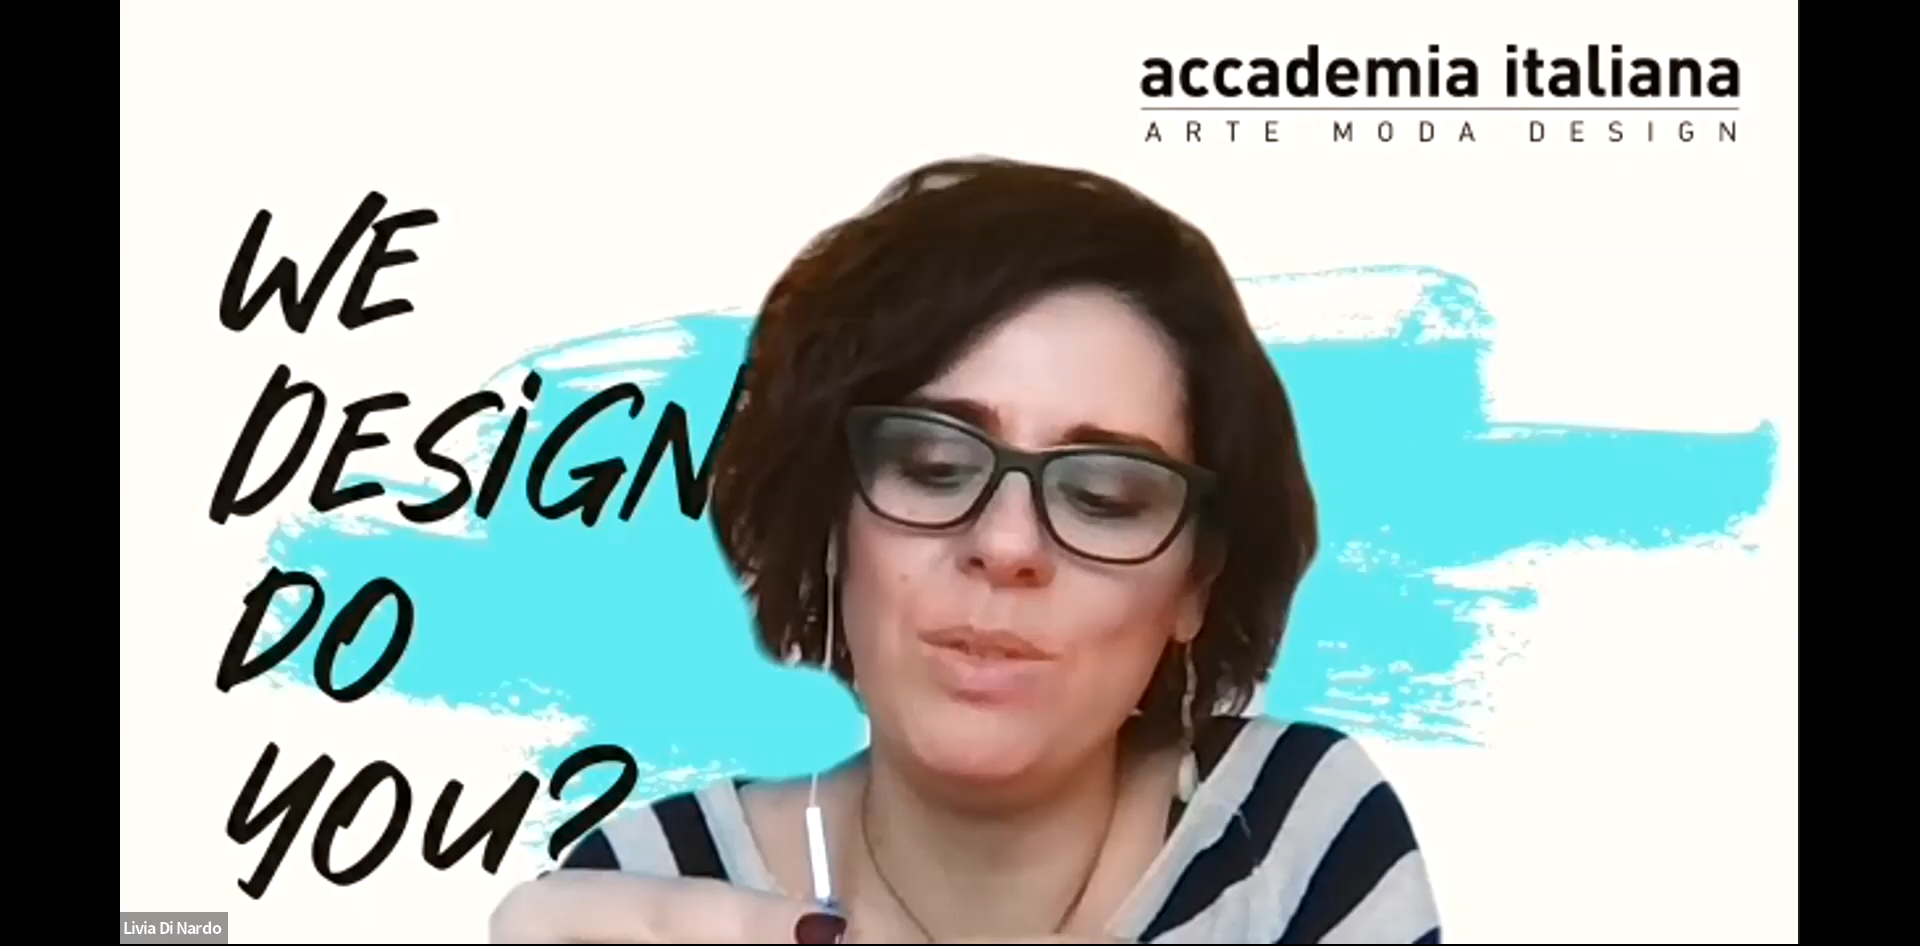 accademia italiana
ARTE MODA DESIGN
WE
DESIGN
DO
YOU?
Livia Di Nardo